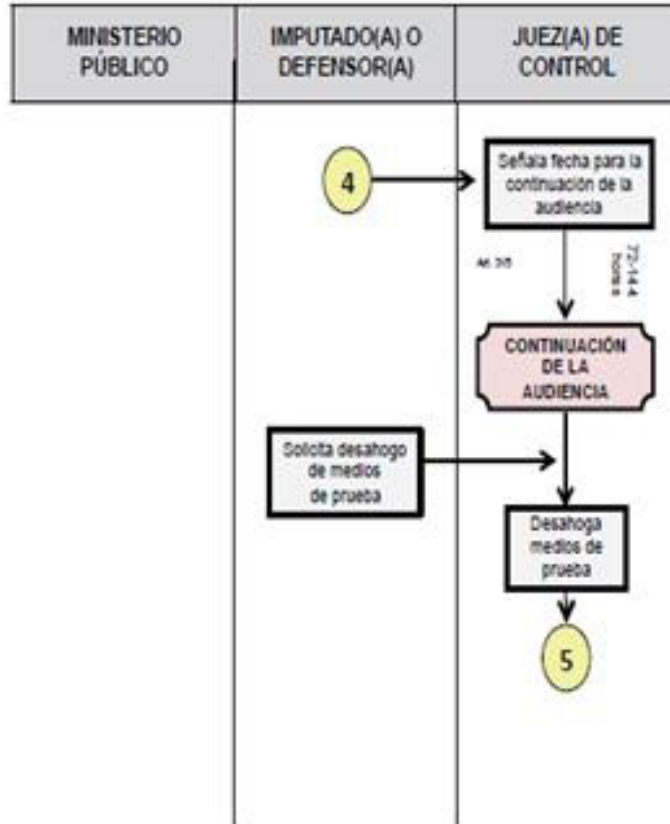 MINISTERIO
PÚBLICO
IMPUTADO(A) O
DEFENSOR(A)
JUEZ(A) DE
CONTROL
4
Señala fecha para la
continuación de la
audiencia
72-144
horas
CONTINUACIÓN
DE LA
AUDIENCIA
Solicita desahogo
de medios
de prueba
Desahoga
medios de
prueba
5